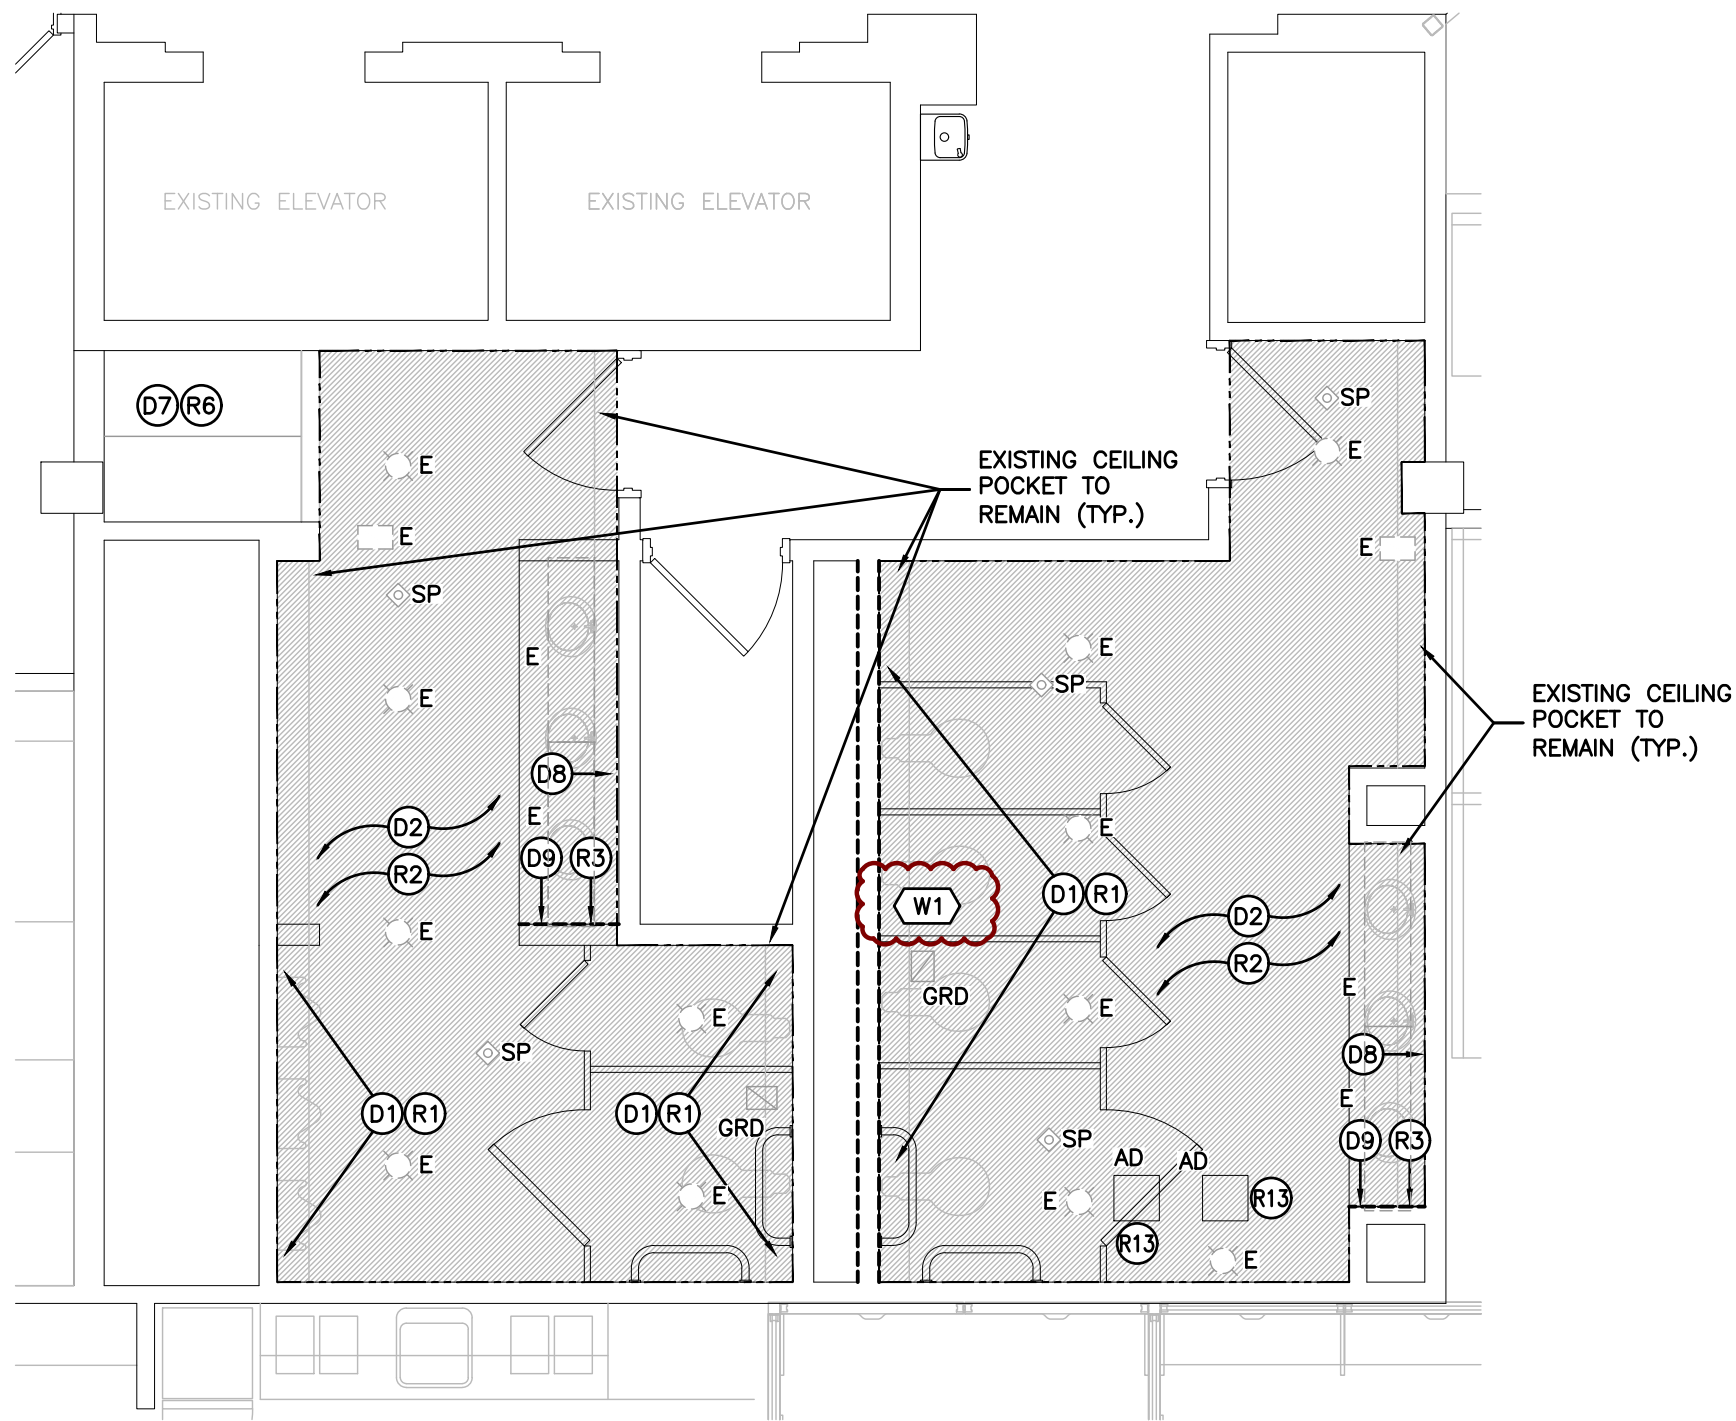 EXISTING ELEVATOR
EXISTING ELEVATOR
D7 R6
SP
E
E
EXISTING CEILING
POCKET TO
REMAIN (TYP.)
E
E
SP
E
E
SP
E
E
EXISTING CEILING
POCKET TO
REMAIN (TYP.)
D8
E
E
D2
D9
R3
R2
D1 R1
W1
D2
E
R2
E
GRD
E
E
E
SP
D8
E
D1 R1
D1 R1
GRD
SP
D9
R3
E
AD
AD
E
E
R13
R13
E